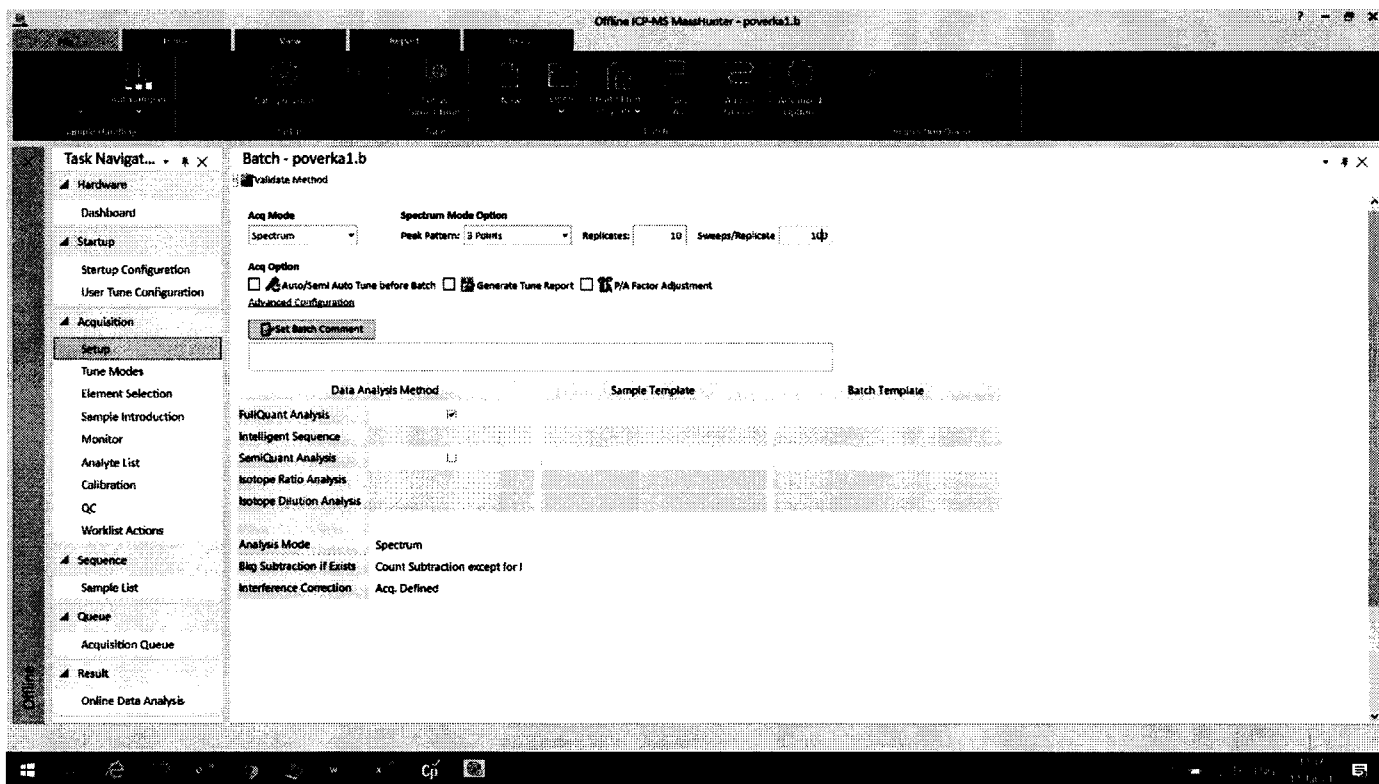 Offline ICP-MS MassHunter - poverka1.b
View
Report
Task Navigat...
Hardware
Dashboard
Startup
Startup Configuration
User Tune Configuration
Acquisition
Setup
Tune Modes
Element Selection
Sample Introduction
Monitor
Analyte List
Calibration
QC
Worklist Actions
Sequence
Sample List
Queue
Acquisition Queue
Result
Online Data Analysis
Offline
Batch - poverka1.b
Validate Method
Acq Mode Spectrum Mode Option
Spectrum Peak Pattern: 3 Points Replicates: 10 Sweeps/Replicate 100
Acq Option
Auto/Semi Auto Tune before Batch Generate Tune Report P/A Factor Adjustment
Advanced Configuration
Set Batch Comment
Data Analysis Method Sample Template Batch Template
FullQuant Analysis
Intelligent Sequence
SemiQuant Analysis
Isotope Ratio Analysis
Isotope Dilution Analysis
Analysis Mode Spectrum
Bkg Subtraction if Exists Count Subtraction except for I
Interference Correction Acq. Defined